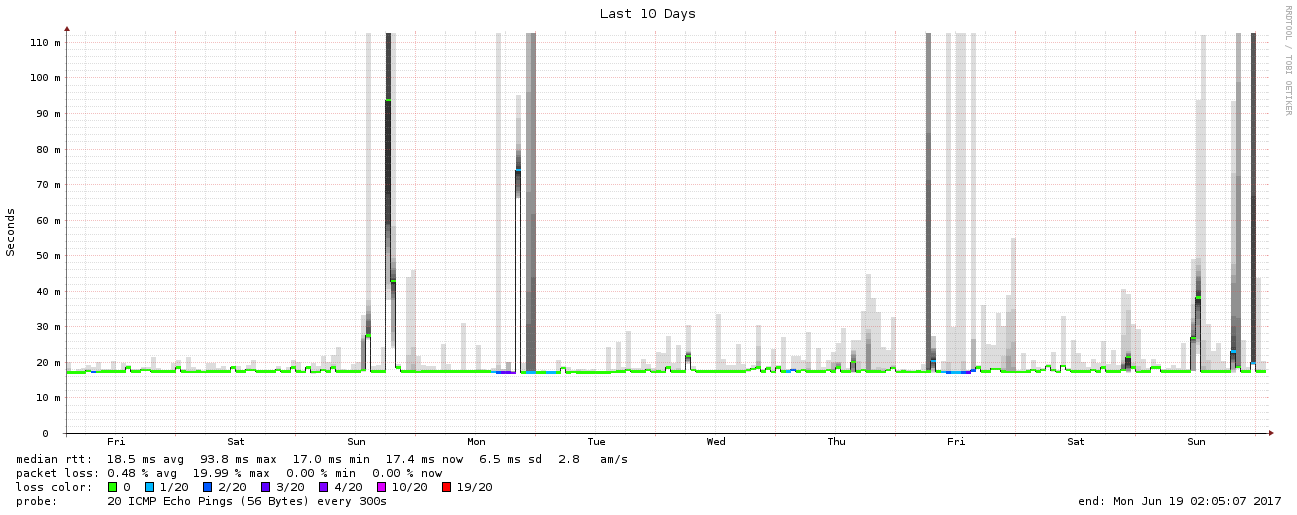 Last 10 Days
RRDTOOL / TOBI OETIKER
Seconds
110 m
100 m
90 m
80 m
70 m
60 m
50 m
40 m
30 m
20 m
10 m
0
Fri Sat Sun Mon Tue Wed Thu Fri Sat Sun
median rtt: 18.5 ms avg 93.8 ms max 17.0 ms min 17.4 ms now 6.5 ms sd 2.8 am/s
packet loss: 0.48 % avg 19.99 % max 0.00 % min 0.00 % now
loss color: 0 1/20 2/20 3/20 4/20 10/20 19/20
probe: 20 ICMP Echo Pings (56 Bytes) every 300s end: Mon Jun 19 02:05:07 2017